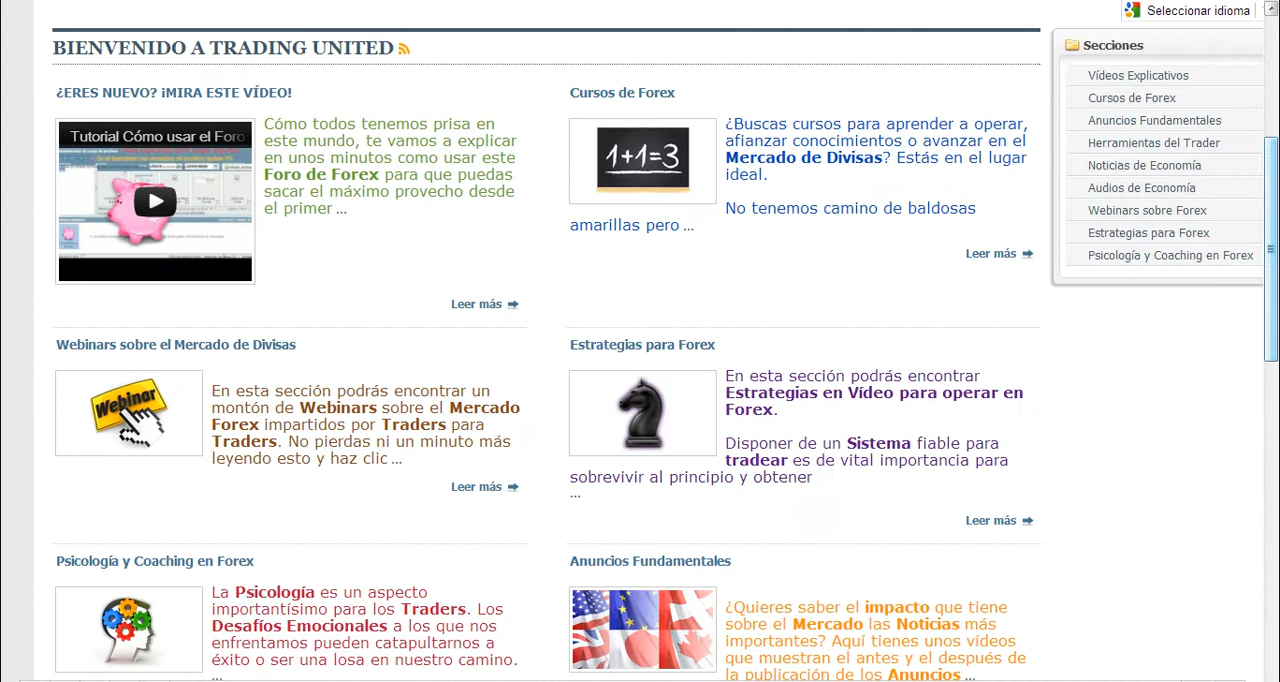 Seleccionar idioma
BIENVENIDO A TRADING UNITED
¿ERES NUEVO? ¡MIRA ESTE VÍDEO!
Tutorial Cómo usar el Foro
Cómo todos tenemos prisa en
este mundo, te vamos a explicar
en unos minutos como usar este
Foro de Forex para que puedas
sacar el máximo provecho desde
el primer ...
Leer más
Cursos de Forex
1+1=3
¿Buscas cursos para aprender a operar,
afianzar conocimientos o avanzar en el
Mercado de Divisas? Estás en el lugar
ideal.
No tenemos camino de baldosas
amarillas pero ...
Leer más
Webinars sobre el Mercado de Divisas
Webinar
En esta sección podrás encontrar un
montón de Webinars sobre el Mercado
Forex impartidos por Traders para
Traders. No pierdas ni un minuto más
leyendo esto y haz clic ...
Leer más
Estrategias para Forex
En esta sección podrás encontrar
Estrategias en Vídeo para operar en
Forex.
Disponer de un Sistema fiable para
tradear es de vital importancia para
sobrevivir al principio y obtener
...
Leer más
Psicología y Coaching en Forex
La Psicología es un aspecto
importantísimo para los Traders. Los
Desafíos Emocionales a los que nos
enfrentamos pueden catapultarnos a
éxito o ser una losa en nuestro camino.
...
Anuncios Fundamentales
¿Quieres saber el impacto que tiene
sobre el Mercado las Noticias más
importantes? Aquí tienes unos vídeos
que muestran el antes y el después de
la publicación de los Anuncios ...
Secciones
Vídeos Explicativos
Cursos de Forex
Anuncios Fundamentales
Herramientas del Trader
Noticias de Economía
Audios de Economía
Webinars sobre Forex
Estrategias para Forex
Psicología y Coaching en Forex